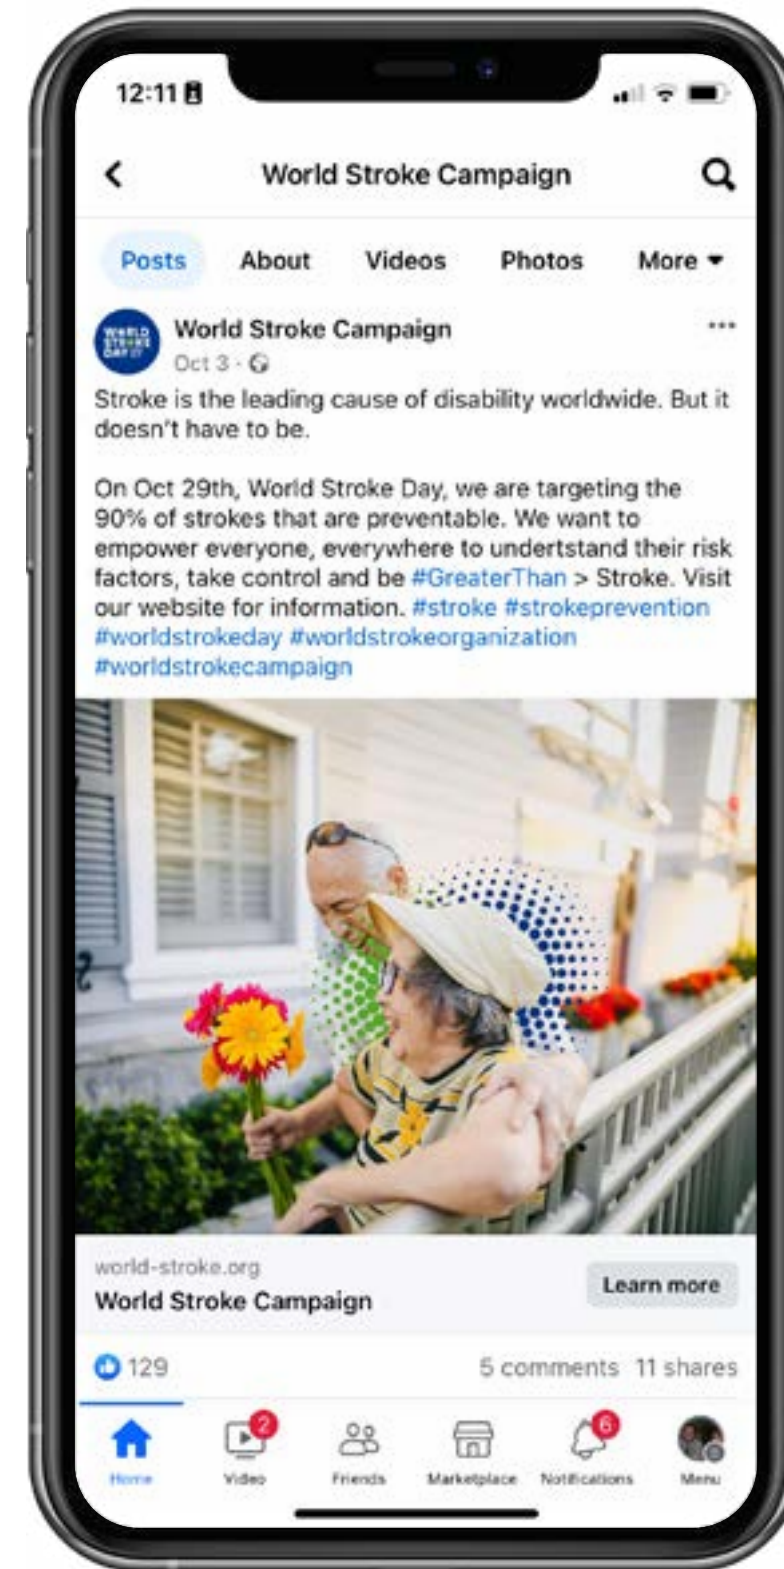 12:11
World Stroke Campaign
Posts About Videos Photos More
WORLD
STROKE
DAY
World Stroke Campaign
Oct 3 ·
Stroke is the leading cause of disability worldwide. But it
doesn't have to be.
On Oct 29th, World Stroke Day, we are targeting the
90% of strokes that are preventable. We want to
empower everyone, everywhere to undertstand their risk
factors, take control and be #GreaterThan > Stroke. Visit
our website for information. #stroke #strokeprevention
#worldstrokeday #worldstrokeorganization
#worldstrokecampaign
world-stroke.org
World Stroke Campaign
Learn more
129 5 comments 11 shares
2 6
Home Video Friends Marketplace Notifications Menu